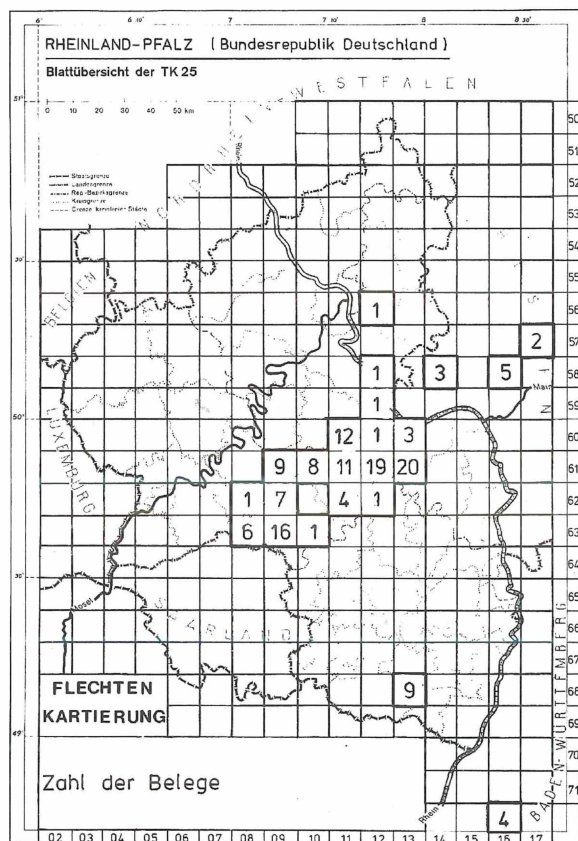 6° 6 30' 7 7 30' 8 8 30'
RHEINLAND-PFALZ (Bundesrepublik Deutschland)
Blattübersicht der TK 25
WESTFALEN
51°
0 10 20 30 40 50 km
50
51
Rhein
Staatsgrenze
Landesgrenze
Reg.-Bezirksgrenze
Kreisgrenze
Grenze kreisfreier Städte
52
53
54
30'
55
BELGIEN
1
56
2
57
1 3 5
58
Main
1
59
50°
LUXEMBURG
12 1 3
60
9 8 11 19 20
61
1 7 4 1
62
6 16 1
63
64
30'
Mosel
65
SAARLAND
66
67
FLECHTEN
KARTIERUNG
9
68
69
49°
70
Zahl der Belege
71
Rhein
BADEN-WÜRTTEMBERG
4
02 03 04 05 06 07 08 09 10 11 12 13 14 15 16 17